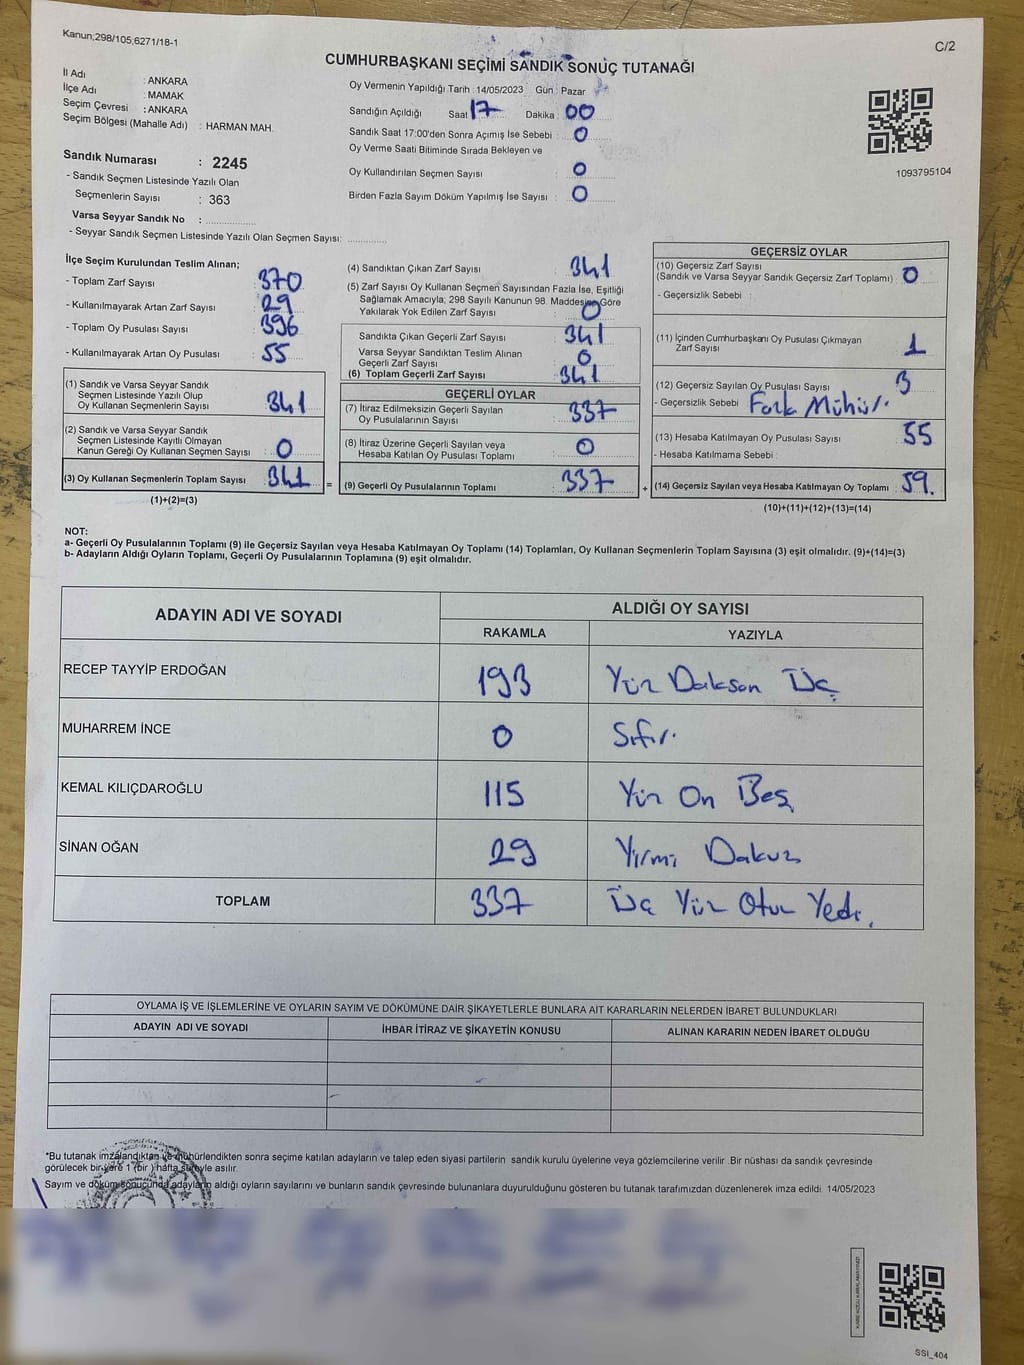 Kanun;298/105,6271/18-1
C/2
CUMHURBAŞKANI SEÇİMİ SANDIK SONUÇ TUTANAĞI
İl Adı : ANKARA
İlçe Adı : MAMAK
Seçim Çevresi : ANKARA
Seçim Bölgesi (Mahalle Adı) : HARMAN MAH.
Oy Vermenin Yapıldığı Tarih : 14/05/2023 Gün : Pazar
Sandığın Açıldığı Saat 17 Dakika : 00
Sandık Saat 17:00'den Sonra Açımış İse Sebebi : 0
Oy Verme Saati Bitiminde Sırada Bekleyen ve
Oy Kullandırılan Seçmen Sayısı : 0
Birden Fazla Sayım Döküm Yapılmış İse Sayısı : 0
1093795104
Sandık Numarası : 2245
- Sandık Seçmen Listesinde Yazılı Olan
Seçmenlerin Sayısı : 363
Varsa Seyyar Sandık No : ................
- Seyyar Sandık Seçmen Listesinde Yazılı Olan Seçmen Sayısı: ............
İlçe Seçim Kurulundan Teslim Alınan;
- Toplam Zarf Sayısı 370
- Kullanılmayarak Artan Zarf Sayısı 29
- Toplam Oy Pusulası Sayısı 396
- Kullanılmayarak Artan Oy Pusulası 55
(1) Sandık ve Varsa Seyyar Sandık
Seçmen Listesinde Yazılı Olup
Oy Kullanan Seçmenlerin Sayısı 341
(2) Sandık ve Varsa Seyyar Sandık
Seçmen Listesinde Kayıtlı Olmayan
Kanun Gereği Oy Kullanan Seçmen Sayısı 0
(3) Oy Kullanan Seçmenlerin Toplam Sayısı 341
(1)+(2)=(3)
=
(4) Sandıktan Çıkan Zarf Sayısı 341
(5) Zarf Sayısı Oy Kullanan Seçmen Sayısından Fazla İse, Eşitliği
Sağlamak Amacıyla; 298 Sayılı Kanunun 98. Maddesine Göre
Yakılarak Yok Edilen Zarf Sayısı 0
Sandıkta Çıkan Geçerli Zarf Sayısı 341
Varsa Seyyar Sandıktan Teslim Alınan
Geçerli Zarf Sayısı 0
(6) Toplam Geçerli Zarf Sayısı 341
GEÇERLİ OYLAR
(7) İtiraz Edilmeksizin Geçerli Sayılan
Oy Pusulalarının Sayısı 337
(8) İtiraz Üzerine Geçerli Sayılan veya
Hesaba Katılan Oy Pusulası Toplamı 0
(9) Geçerli Oy Pusulalarının Toplamı 337
+
GEÇERSİZ OYLAR
(10) Geçersiz Zarf Sayısı
(Sandık ve Varsa Seyyar Sandık Geçersiz Zarf Toplamı) 0
- Geçersizlik Sebebi :
(11) İçinden Cumhurbaşkanı Oy Pusulası Çıkmayan
Zarf Sayısı 1
(12) Geçersiz Sayılan Oy Pusulası Sayısı 3
- Geçersizlik Sebebi : Fazla Mühür.
(13) Hesaba Katılmayan Oy Pusulası Sayısı 55
- Hesaba Katılmama Sebebi :
(14) Geçersiz Sayılan veya Hesaba Katılmayan Oy Toplamı 59.
(10)+(11)+(12)+(13)=(14)
NOT:
a- Geçerli Oy Pusulalarının Toplamı (9) ile Geçersiz Sayılan veya Hesaba Katılmayan Oy Toplamı (14) Toplamları, Oy Kullanan Seçmenlerin Toplam Sayısına (3) eşit olmalıdır. (9)+(14)=(3)
b- Adayların Aldığı Oyların Toplamı, Geçerli Oy Pusulalarının Toplamına (9) eşit olmalıdır.
ADAYIN ADI VE SOYADI
ALDIĞI OY SAYISI
RAKAMLA YAZIYLA
RECEP TAYYİP ERDOĞAN 193 Yüz Doksan Üç
MUHARREM İNCE 0 Sıfır.
KEMAL KILIÇDAROĞLU 115 Yüz On Beş
SİNAN OĞAN 29 Yirmi Dokuz
TOPLAM 337 Üç Yüz Otuz Yedi.
OYLAMA İŞ VE İŞLEMLERİNE VE OYLARIN SAYIM VE DÖKÜMÜNE DAİR ŞİKAYETLERLE BUNLARA AİT KARARLARIN NELERDEN İBARET BULUNDUKLARI
ADAYIN ADI VE SOYADI İHBAR İTİRAZ VE ŞİKAYETİN KONUSU ALINAN KARARIN NEDEN İBARET OLDUĞU
*Bu tutanak imzalandıktan ve mühürlendikten sonra seçime katılan adayların ve talep eden siyasi partilerin sandık kurulu üyelerine veya gözlemcilerine verilir .Bir nüshası da sandık çevresinde
görülecek bir yere 1 (bir ) hafta süreyle asılır.
Sayım ve döküm sonucunda adayların aldığı oyların sayılarını ve bunların sandık çevresinde bulunanlara duyurulduğunu gösteren bu tutanak tarafımızdan düzenlenerek imza edildi. 14/05/2023
SSI_404